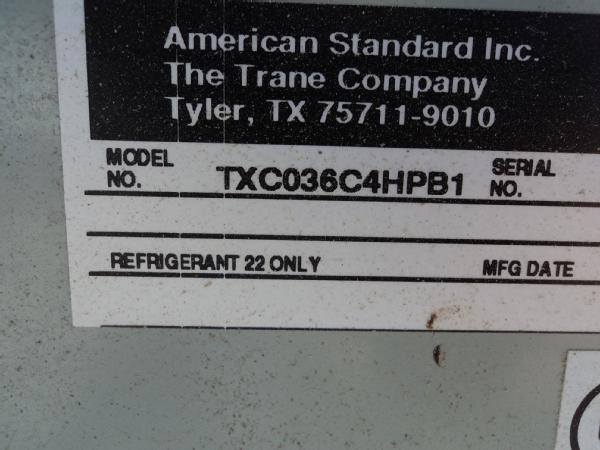 American Standard Inc.
The Trane Company
Tyler, TX 75711-9010
MODEL NO. TXC036C4HPB1 SERIAL NO.
REFRIGERANT 22 ONLY MFG DATE